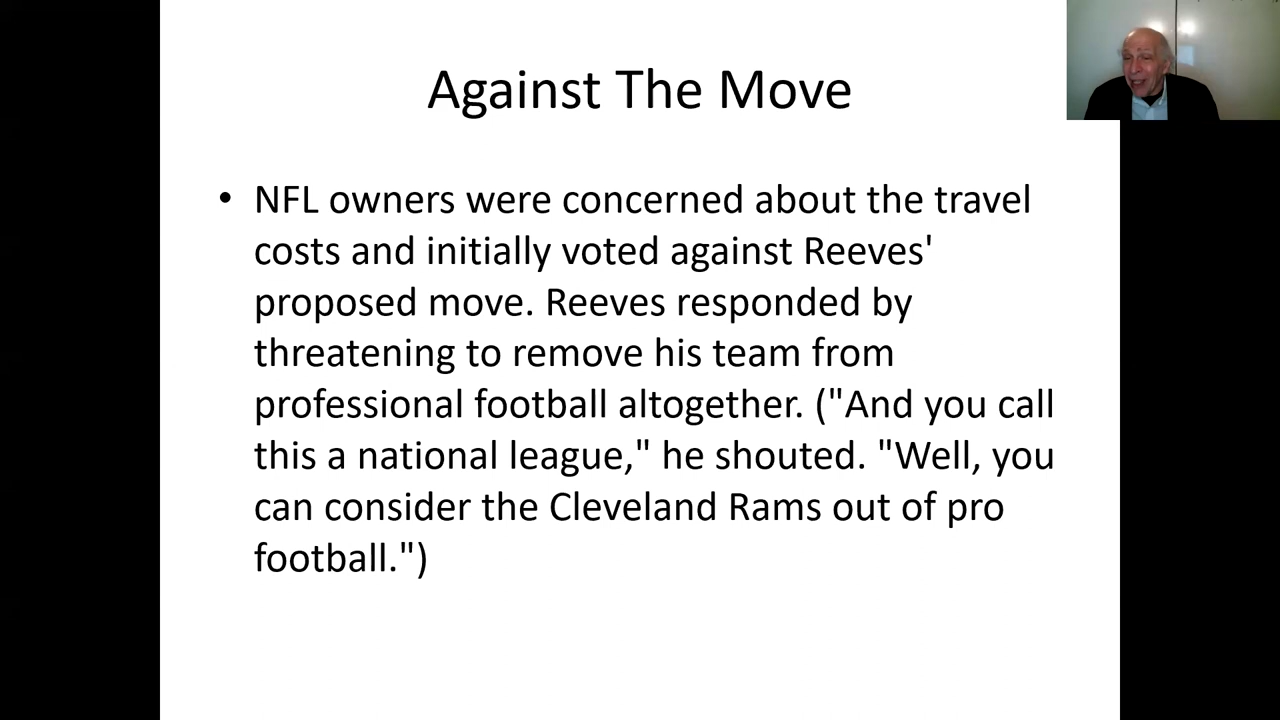 Against The Move
• NFL owners were concerned about the travel
costs and initially voted against Reeves'
proposed move. Reeves responded by
threatening to remove his team from
professional football altogether. ("And you call
this a national league," he shouted. "Well, you
can consider the Cleveland Rams out of pro
football.")